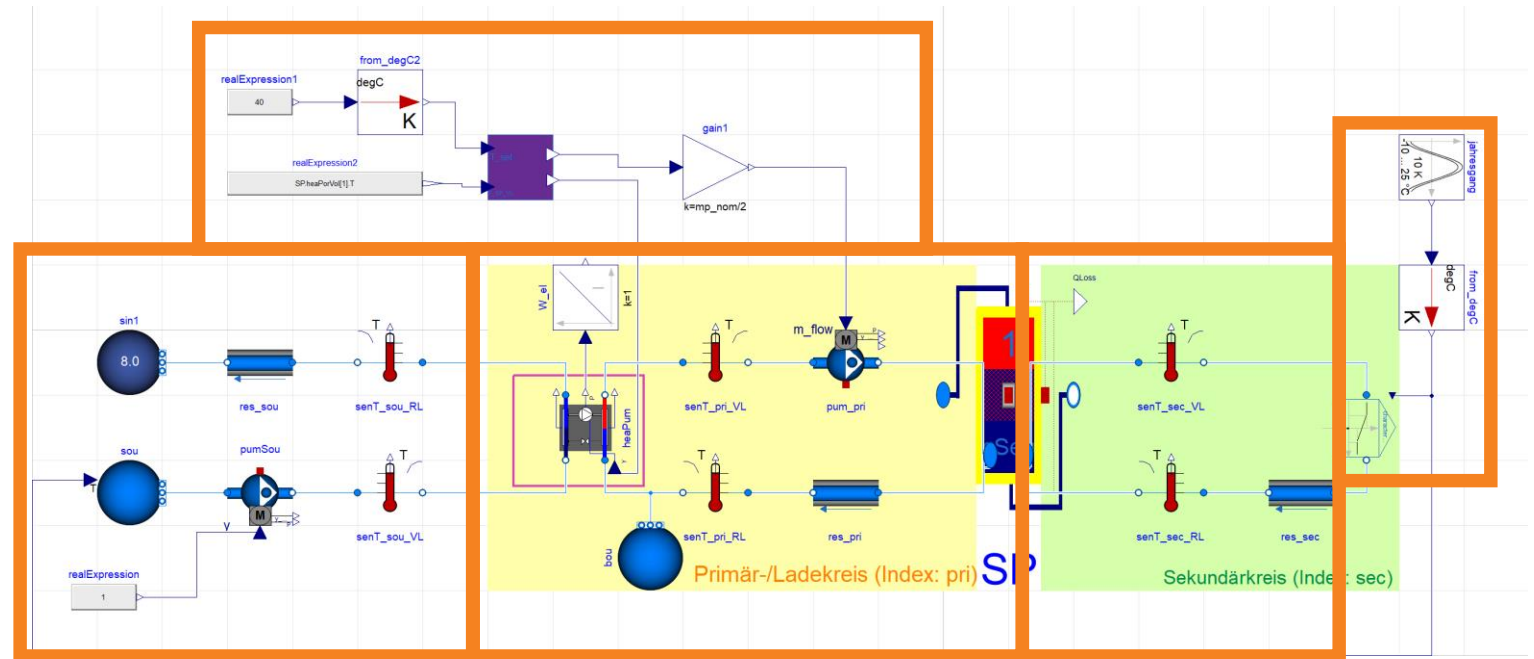 from_degC2
realExpression1
degC
40
K
gain1
realExpression2
SP.heaPorVol[1].T
k=mp_nom/2
jahresgang
10 K
-10 ... 25 °C
degC
from_degC
K
W_el
k=1
QLoss
sin1
8.0
T
T
m_flow
M
1
T
res_sou
senT_sou_RL
senT_pri_VL
pum_pri
senT_sec_VL
heaPum
sou
pumSou
T
T
T
T
M
V
senT_sou_VL
senT_pri_RL
res_pri
senT_sec_RL
res_sec
bou
realExpression
1
Primär-/Ladekreis (Index: pri)
SP
Sekundärkreis (Index: sec)